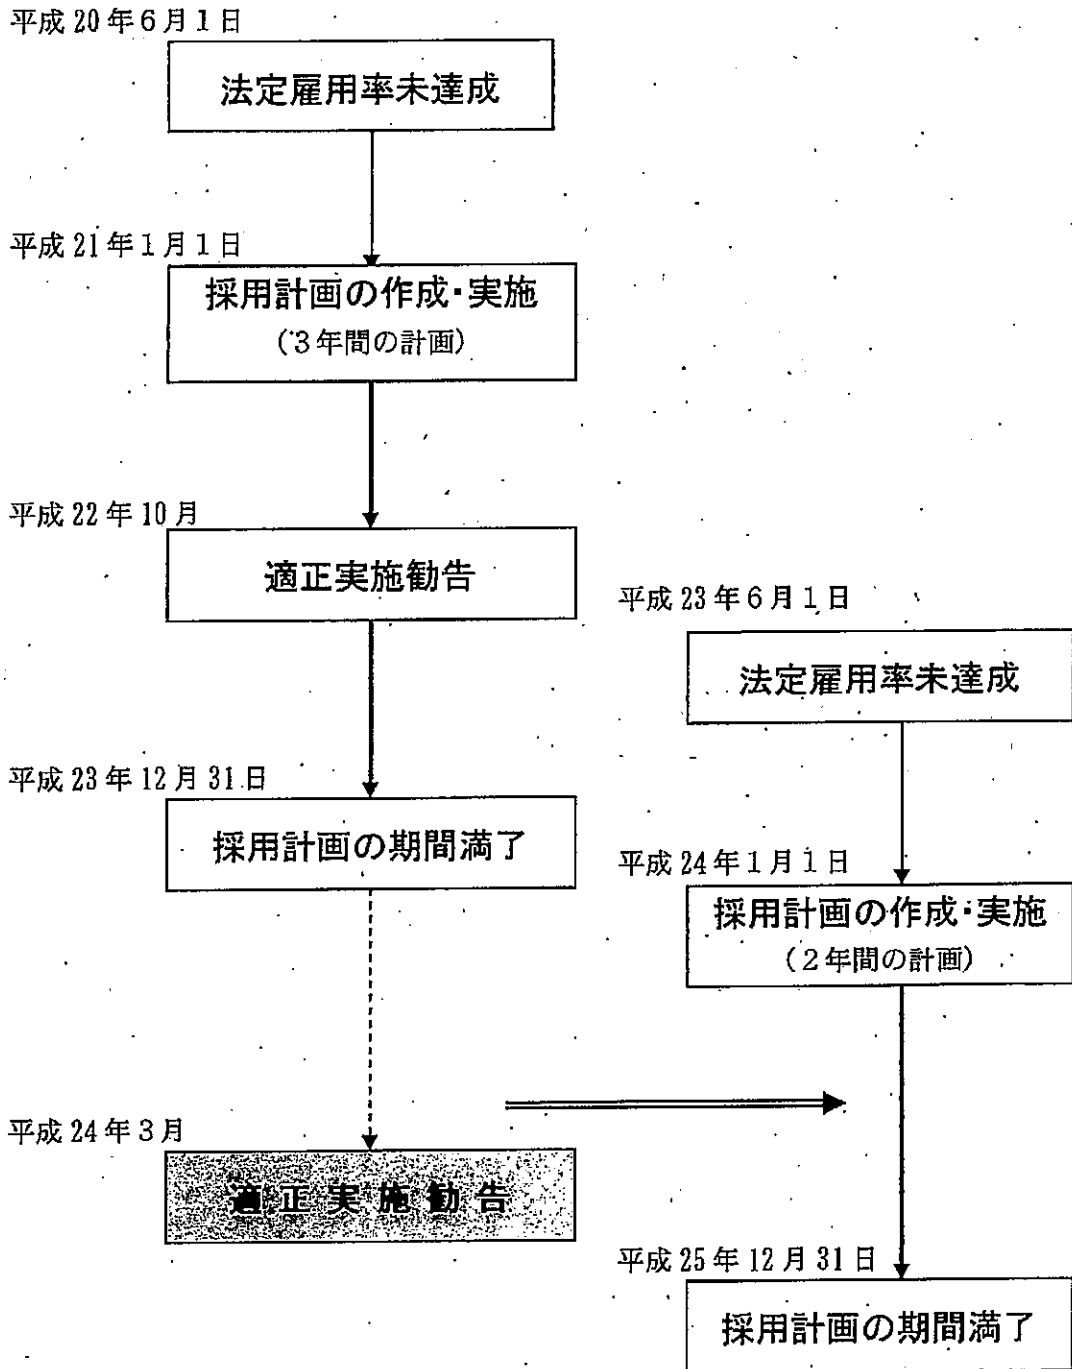 平成20年6月1日
法定雇用率未達成
平成21年1月1日
採用計画の作成・実施
（3年間の計画）
平成22年10月
適正実施勧告
平成23年12月31日
採用計画の期間満了
平成24年3月
適正実施勧告
平成23年6月1日
法定雇用率未達成
平成24年1月1日
採用計画の作成・実施
（2年間の計画）
平成25年12月31日
採用計画の期間満了